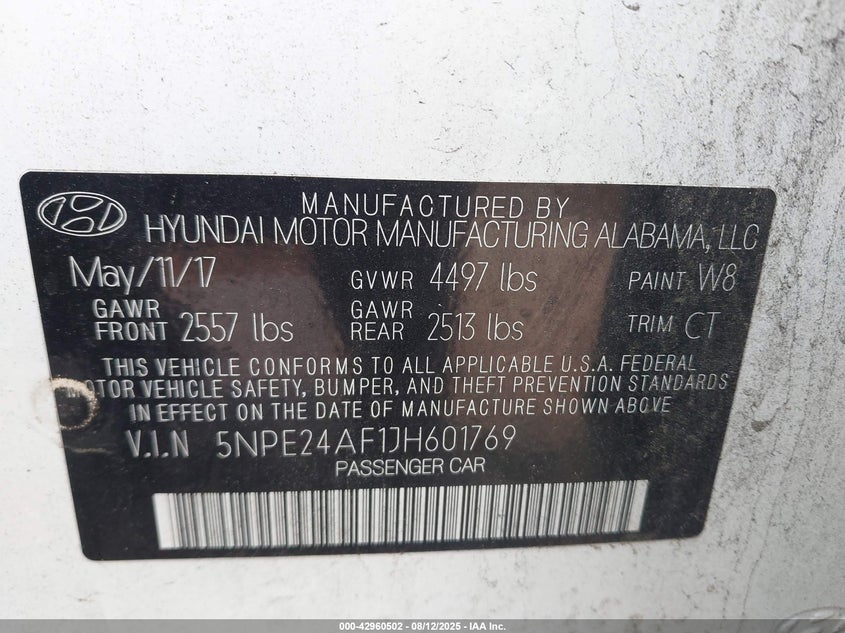 MANUFACTURED BY
HYUNDAI MOTOR MANUFACTURING ALABAMA, LLC
May/11/17 GVWR 4497 lbs PAINT W8
GAWR FRONT 2557 lbs GAWR REAR 2513 lbs TRIM CT
THIS VEHICLE CONFORMS TO ALL APPLICABLE U.S.A. FEDERAL
MOTOR VEHICLE SAFETY, BUMPER, AND THEFT PREVENTION STANDARDS
IN EFFECT ON THE DATE OF MANUFACTURE SHOWN ABOVE
V.I.N 5NPE24AF1JH601769
PASSENGER CAR
000-42960502 - 08/12/2025 - IAA Inc.